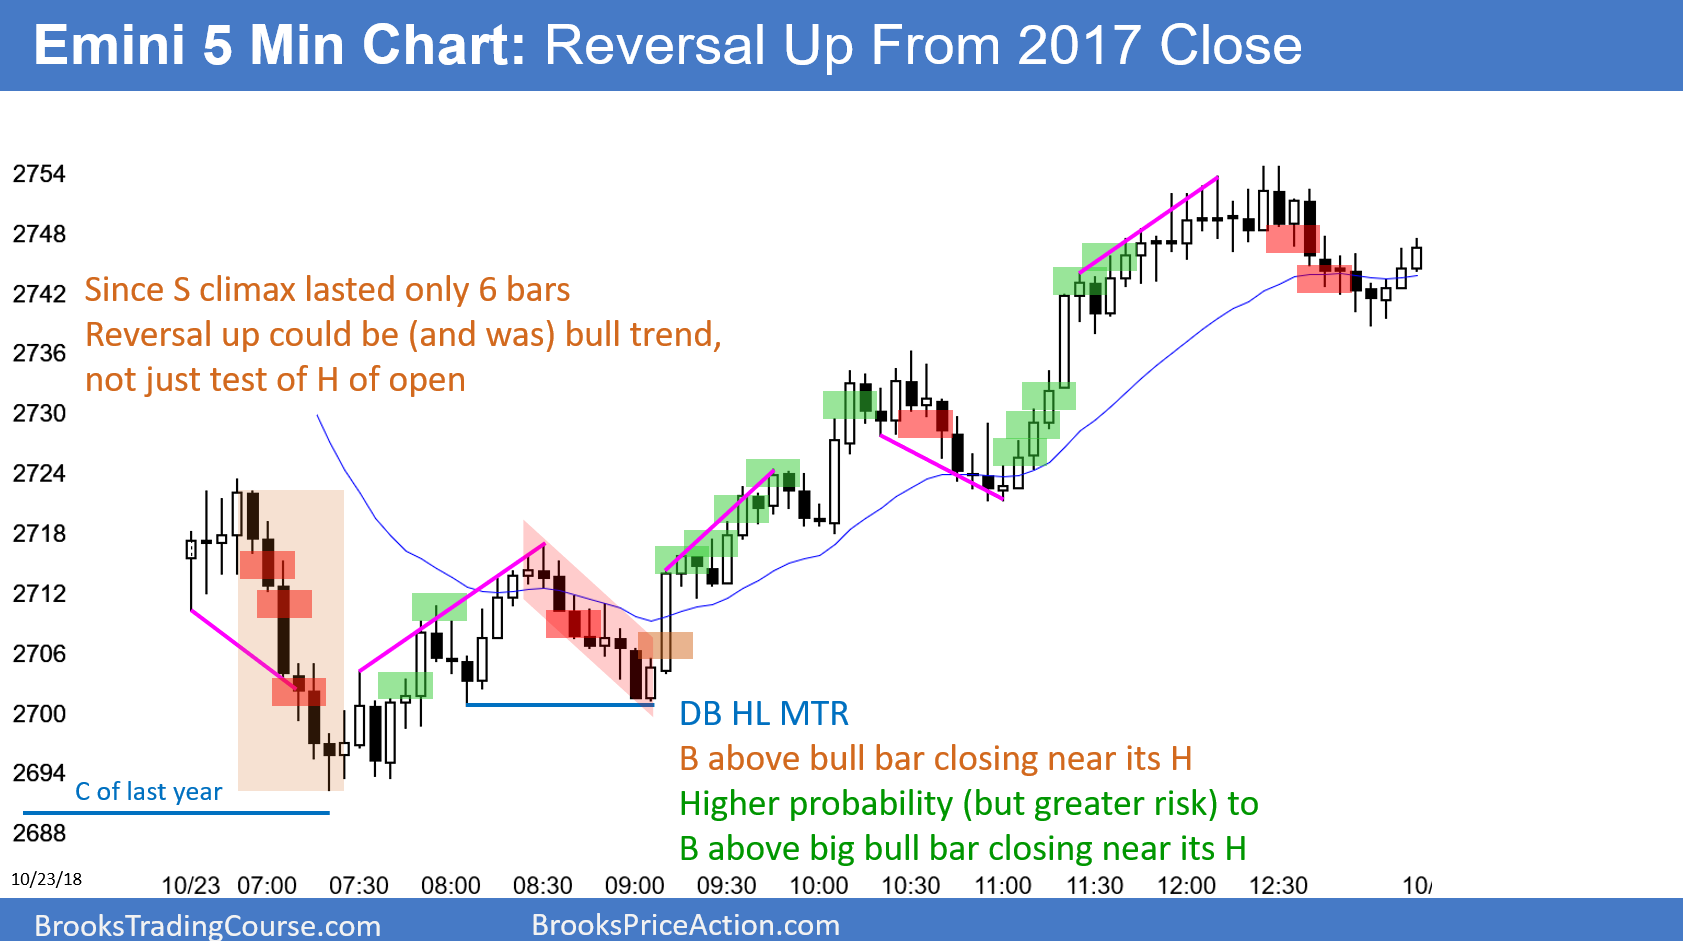 Emini 5 Min Chart: Reversal Up From 2017 Close
2754
2748
2742
2736
2730
2724
2718
2712
2706
2700
2694
2688
Since S climax lasted only 6 bars
Reversal up could be (and was) bull trend,
not just test of H of open
C of last year
DB HL MTR
B above bull bar closing near its H
Higher probability (but greater risk) to
B above big bull bar closing near its H
10/23/18
10/23 07:00 07:30 08:00 08:30 09:00 09:30 10:00 10:30 11:00 11:30 12:00 12:30 10/
BrooksTradingCourse.com
BrooksPriceAction.com